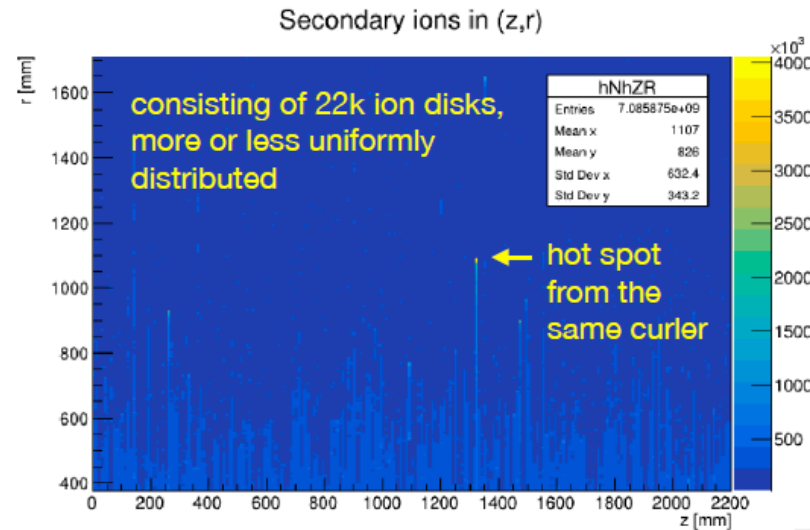 Secondary ions in (z,r)
×10³
r [mm]
4000
3500
3000
2500
2000
1500
1000
500
1600
1400
1200
1000
800
600
400
consisting of 22k ion disks,
more or less uniformly
distributed
hNhZR
Entries 7.085875e+09
Mean x 1107
Mean y 826
Std Dev x 632.4
Std Dev y 343.2
hot spot
from the
same curler
0 200 400 600 800 1000 1200 1400 1600 1800 2000 2200
z [mm]